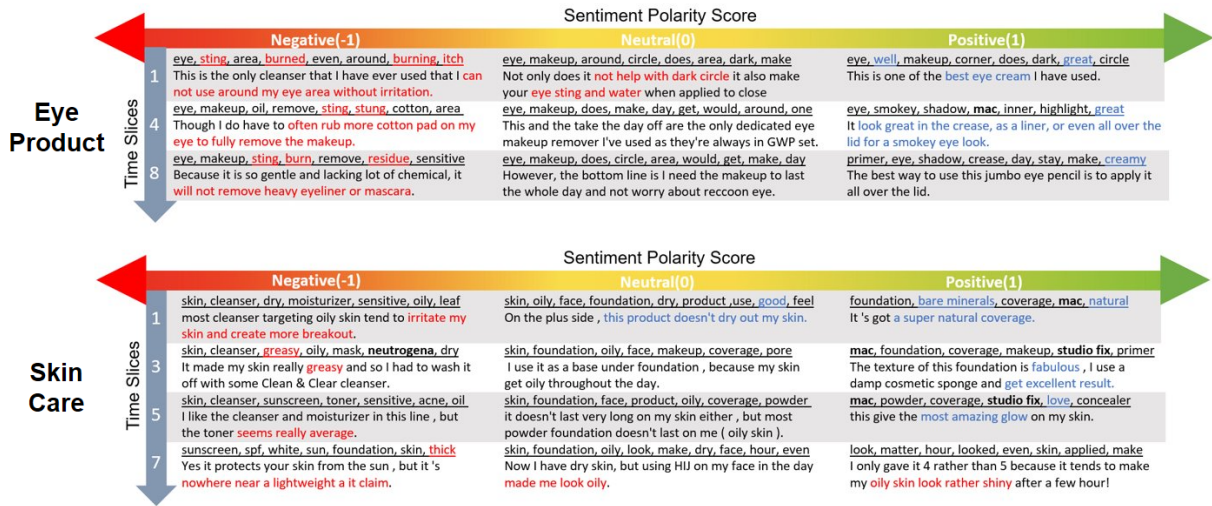 Sentiment Polarity Score
Negative(-1) Neutral(0) Positive(1)
Eye
Product
Time Slices
1
eye, sting, area, burned, even, around, burning, itch
This is the only cleanser that I have ever used that I can
not use around my eye area without irritation.
eye, makeup, around, circle, does, area, dark, make
Not only does it not help with dark circle it also make
your eye sting and water when applied to close
eye, well, makeup, corner, does, dark, great, circle
This is one of the best eye cream I have used.
4
eye, makeup, oil, remove, sting, stung, cotton, area
Though I do have to often rub more cotton pad on my
eye to fully remove the makeup.
eye, makeup, does, make, day, get, would, around, one
This and the take the day off are the only dedicated eye
makeup remover I've used as they're always in GWP set.
eye, smokey, shadow, mac, inner, highlight, great
It look great in the crease, as a liner, or even all over the
lid for a smokey eye look.
8
eye, makeup, sting, burn, remove, residue, sensitive
Because it is so gentle and lacking lot of chemical, it
will not remove heavy eyeliner or mascara.
eye, makeup, does, circle, area, would, get, make, day
However, the bottom line is I need the makeup to last
the whole day and not worry about reccoon eye.
primer, eye, shadow, crease, day, stay, make, creamy
The best way to use this jumbo eye pencil is to apply it
all over the lid.
Sentiment Polarity Score
Negative(-1) Neutral(0) Positive(1)
Skin
Care
Time Slices
1
skin, cleanser, dry, moisturizer, sensitive, oily, leaf
most cleanser targeting oily skin tend to irritate my
skin and create more breakout.
skin, oily, face, foundation, dry, product ,use, good, feel
On the plus side , this product doesn't dry out my skin.
foundation, bare minerals, coverage, mac, natural
It 's got a super natural coverage.
3
skin, cleanser, greasy, oily, mask, neutrogena, dry
It made my skin really greasy and so I had to wash it
off with some Clean & Clear cleanser.
skin, foundation, oily, face, makeup, coverage, pore
I use it as a base under foundation , because my skin
get oily throughout the day.
mac, foundation, coverage, makeup, studio fix, primer
The texture of this foundation is fabulous , I use a
damp cosmetic sponge and get excellent result.
5
skin, cleanser, sunscreen, toner, sensitive, acne, oil
I like the cleanser and moisturizer in this line , but
the toner seems really average.
skin, foundation, face, product, oily, coverage, powder
it doesn't last very long on my skin either , but most
powder foundation doesn't last on me ( oily skin ).
mac, powder, coverage, studio fix, love, concealer
this give the most amazing glow on my skin.
7
sunscreen, spf, white, sun, foundation, skin, thick
Yes it protects your skin from the sun , but it 's
nowhere near a lightweight a it claim.
skin, foundation, oily, look, make, dry, face, hour, even
Now I have dry skin, but using HIJ on my face in the day
made me look oily.
look, matter, hour, looked, even, skin, applied, make
I only gave it 4 rather than 5 because it tends to make
my oily skin look rather shiny after a few hour!